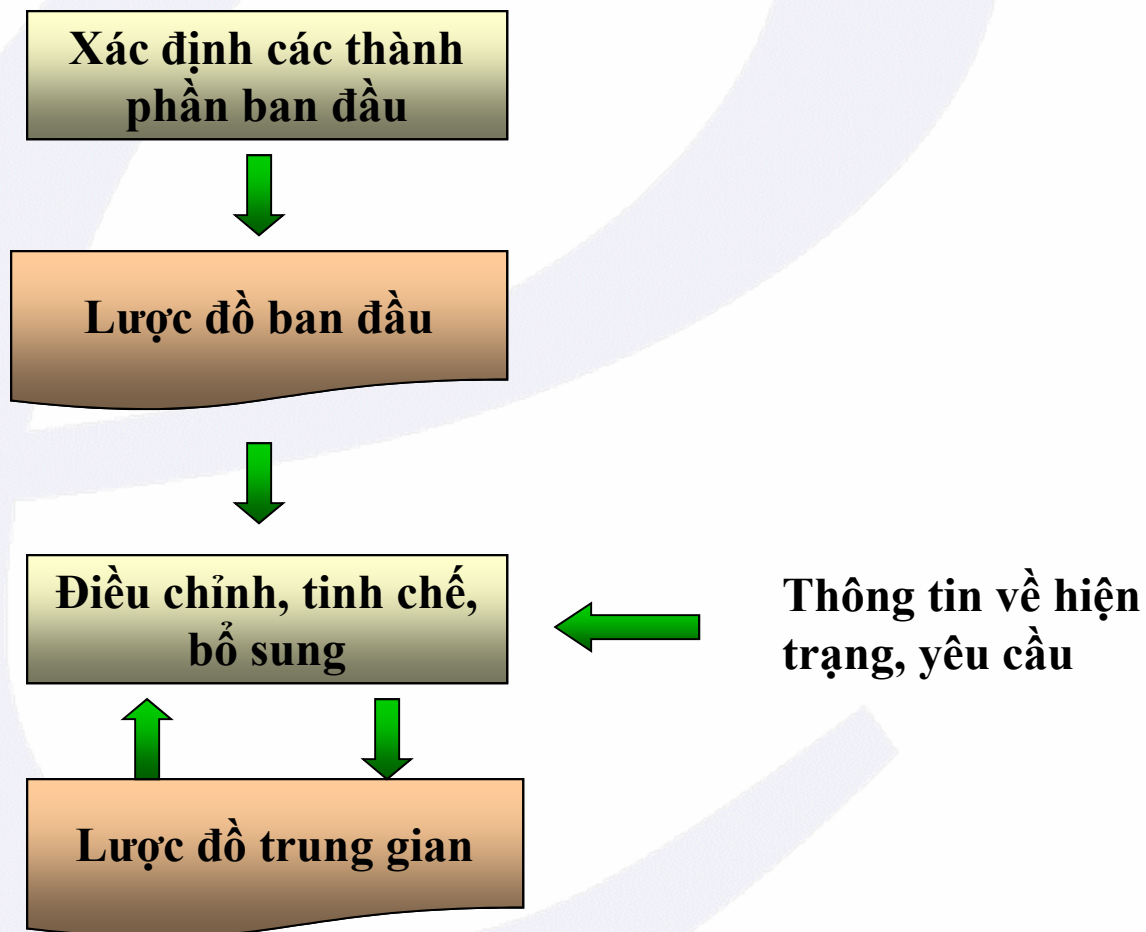 Xác định các thành
phần ban đầu
Lược đồ ban đầu
Điều chỉnh, tinh chế,
bổ sung
Thông tin về hiện
trạng, yêu cầu
Lược đồ trung gian